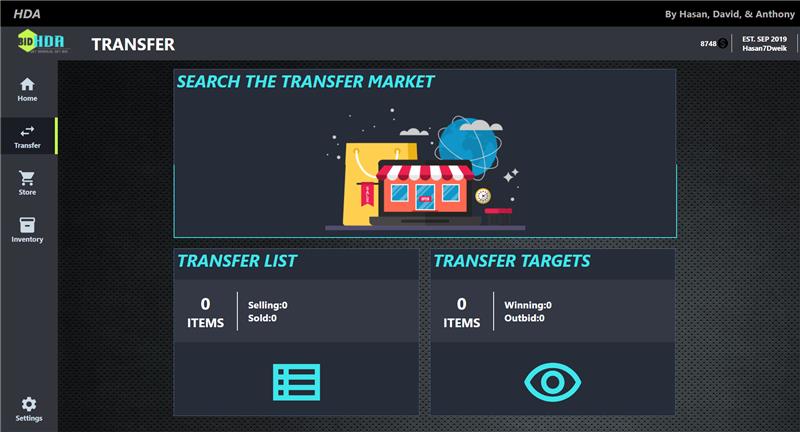 HDA
By Hasan, David, & Anthony
BIDHDA
TRANSFER
8748
EST. SEP 2019
Hasan7Dweik
Home
Transfer
Store
Inventory
Settings
SEARCH THE TRANSFER MARKET
SALE
OPEN
TRANSFER LIST
0
ITEMS
Selling:0
Sold:0
TRANSFER TARGETS
0
ITEMS
Winning:0
Outbid:0